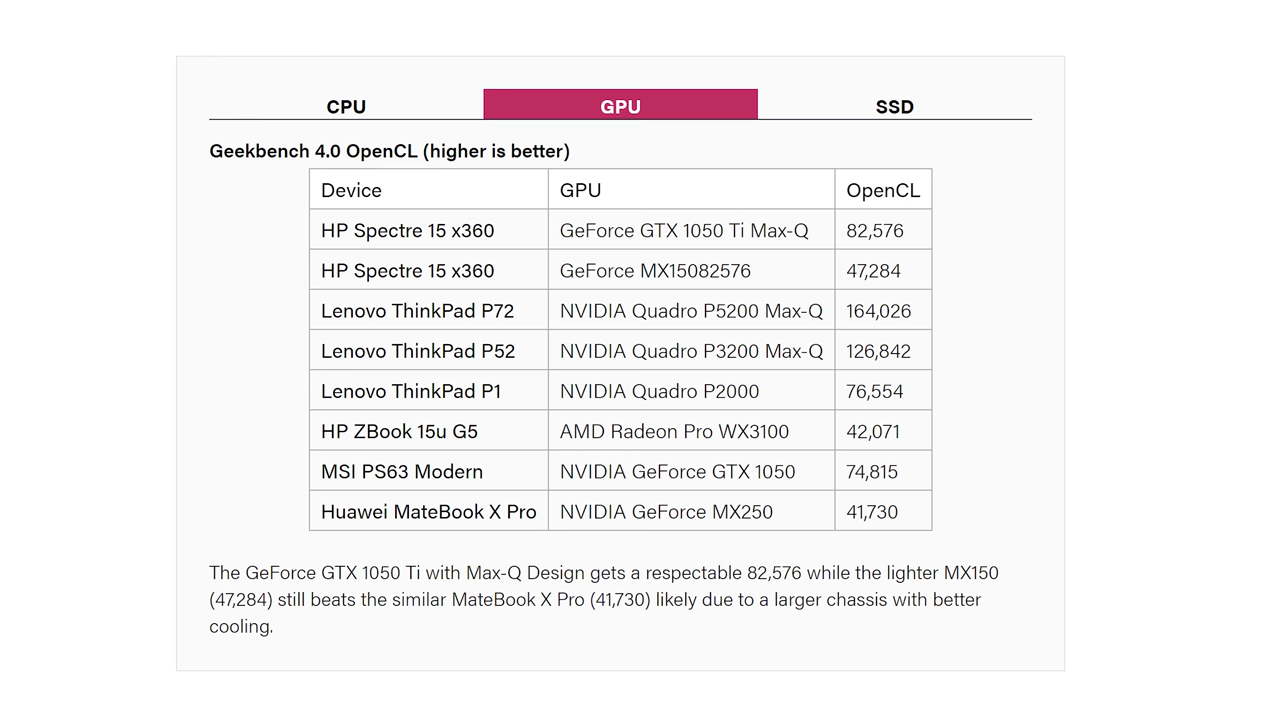 CPU GPU SSD
Geekbench 4.0 OpenCL (higher is better)
Device GPU OpenCL
HP Spectre 15 x360 GeForce GTX 1050 Ti Max-Q 82,576
HP Spectre 15 x360 GeForce MX15082576 47,284
Lenovo ThinkPad P72 NVIDIA Quadro P5200 Max-Q 164,026
Lenovo ThinkPad P52 NVIDIA Quadro P3200 Max-Q 126,842
Lenovo ThinkPad P1 NVIDIA Quadro P2000 76,554
HP ZBook 15u G5 AMD Radeon Pro WX3100 42,071
MSI PS63 Modern NVIDIA GeForce GTX 1050 74,815
Huawei MateBook X Pro NVIDIA GeForce MX250 41,730
The GeForce GTX 1050 Ti with Max-Q Design gets a respectable 82,576 while the lighter MX150
(47,284) still beats the similar MateBook X Pro (41,730) likely due to a larger chassis with better
cooling.